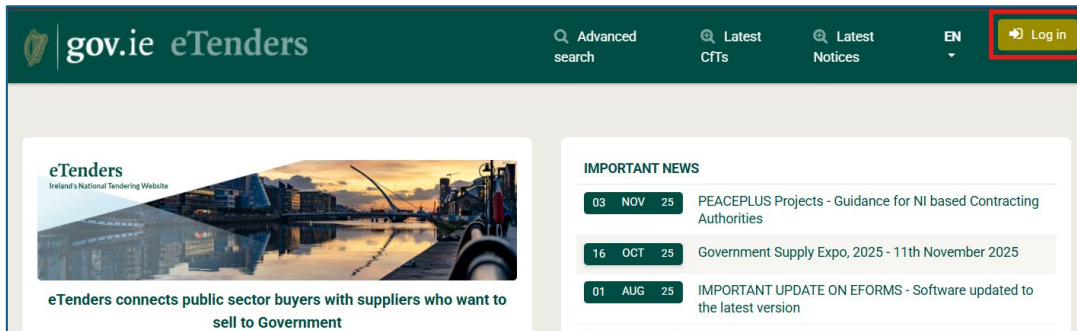 gov.ie eTenders
Advanced
search
Latest
CfTs
Latest
Notices
EN
Log in
eTenders
Ireland's National Tendering Website
eTenders connects public sector buyers with suppliers who want to
sell to Government
IMPORTANT NEWS
03 NOV 25 PEACEPLUS Projects - Guidance for NI based Contracting
Authorities
16 OCT 25 Government Supply Expo, 2025 - 11th November 2025
01 AUG 25 IMPORTANT UPDATE ON EFORMS - Software updated to
the latest version